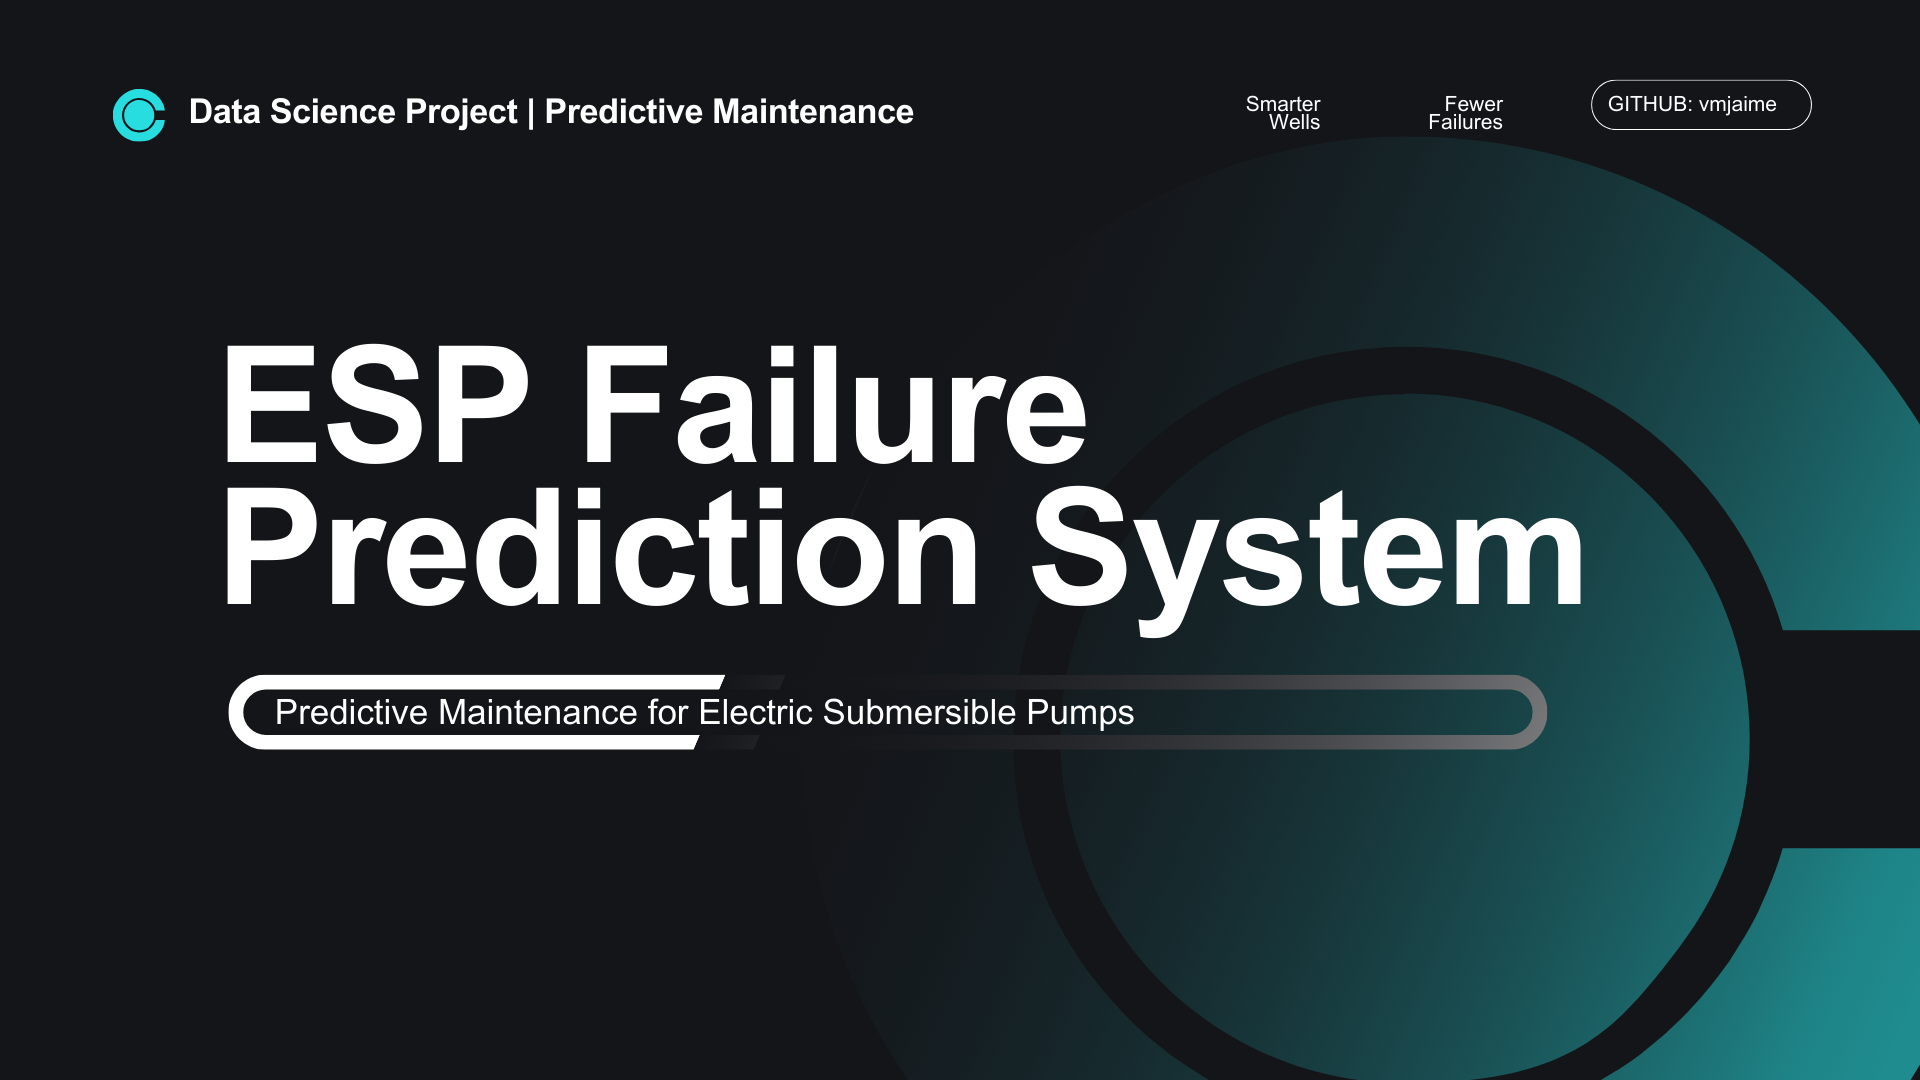 Data Science Project | Predictive Maintenance
Smarter
Wells
Fewer
Failures
GITHUB: vmjaime
ESP Failure
Prediction System
Predictive Maintenance for Electric Submersible Pumps